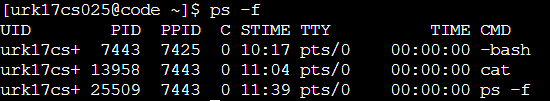 [urk17cs025@code ~]$ ps -f
UID        PID  PPID  C STIME TTY          TIME CMD
urk17cs+  7443  7425  0 10:17 pts/0    00:00:00 -bash
urk17cs+ 13958  7443  0 11:04 pts/0    00:00:00 cat
urk17cs+ 25509  7443  0 11:39 pts/0    00:00:00 ps -f